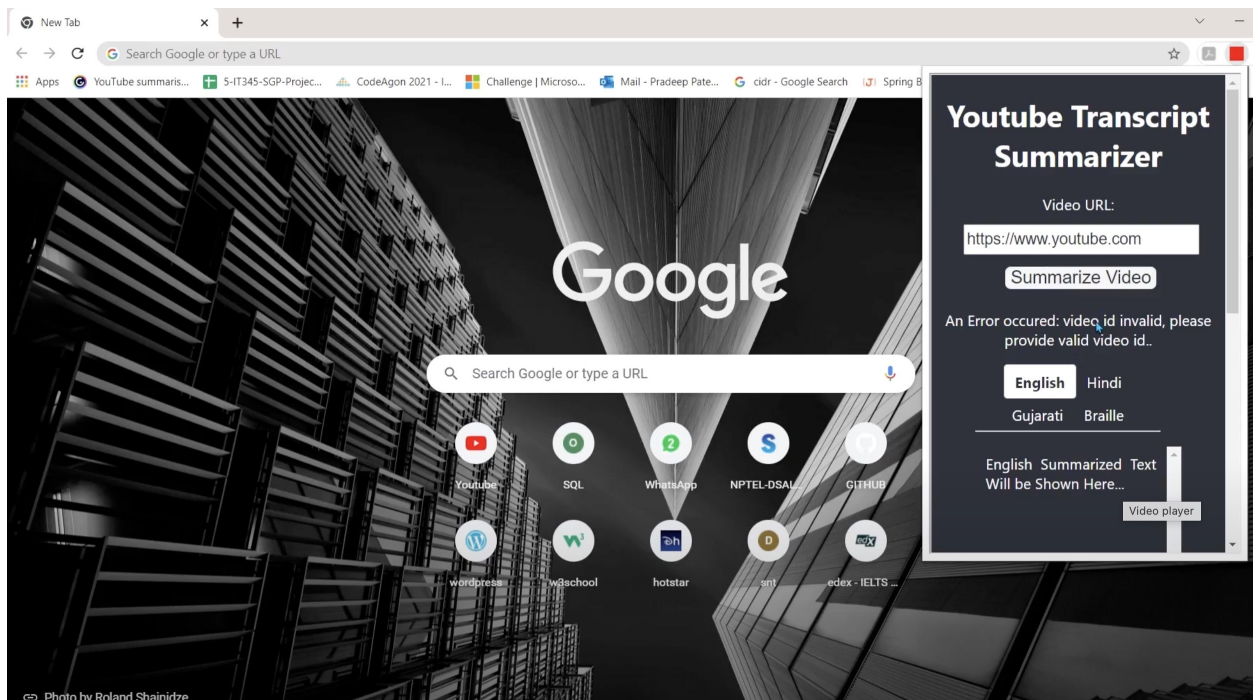 New Tab
Search Google or type a URL
Apps YouTube summaris... 5-IT345-SGP-Projec... CodeAgon 2021 - I... Challenge | Microso... Mail - Pradeep Pate... cidr - Google Search Spring B
Youtube Transcript
Summarizer
Video URL:
https://www.youtube.com
Summarize Video
An Error occured: video id invalid, please
provide valid video id..
English Hindi
Gujarati Braille
English Summarized Text
Will be Shown Here...
Video player
Google
Search Google or type a URL
Youtube SQL WhatsApp NPTEL-DSAL... GITHUB
wordpress w3school hotstar snt edex - IELTS ...
Photo by Roland Shainidze